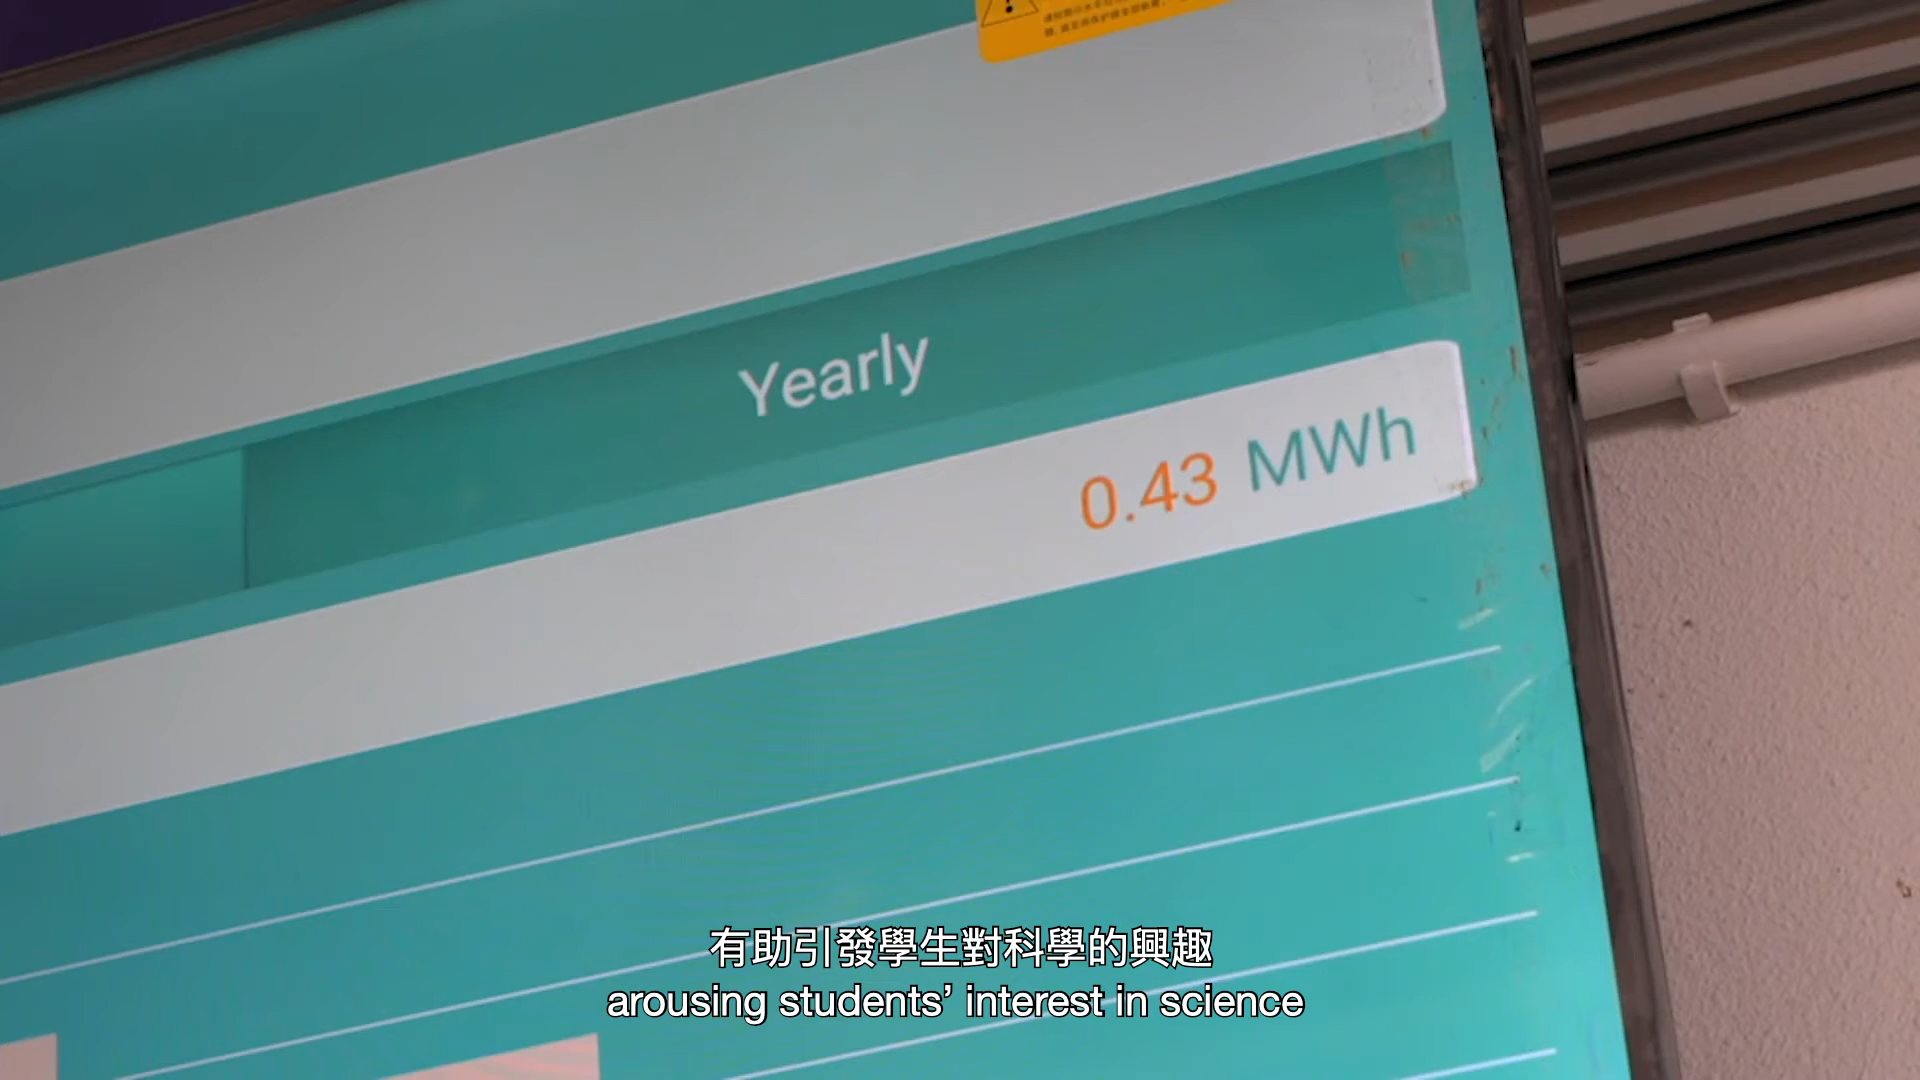 Yearly
0.43 MWh
有助引發學生對科學的興趣
arousing students’ interest in science